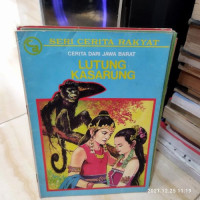 SERI CERITA RAKYAT
CERITA DARI JAWA BARAT
LUTUNG
KASARUNG